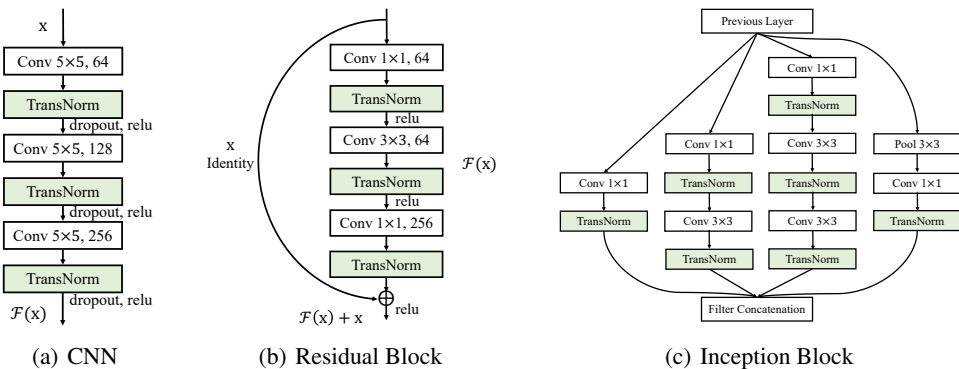 x
Conv 5×5, 64
TransNorm
dropout, relu
Conv 5×5, 128
TransNorm
dropout, relu
Conv 5×5, 256
TransNorm
dropout, relu
ℱ(x)
(a) CNN
Conv 1×1, 64
TransNorm
relu
Conv 3×3, 64
x
Identity
ℱ(x)
TransNorm
relu
Conv 1×1, 256
TransNorm
relu
ℱ(x) + x
(b) Residual Block
Previous Layer
Conv 1×1
TransNorm
Conv 1×1
TransNorm
Conv 3×3
TransNorm
Conv 1×1
TransNorm
Conv 3×3
TransNorm
Conv 3×3
TransNorm
Pool 3×3
Conv 1×1
TransNorm
Filter Concatenation
(c) Inception Block